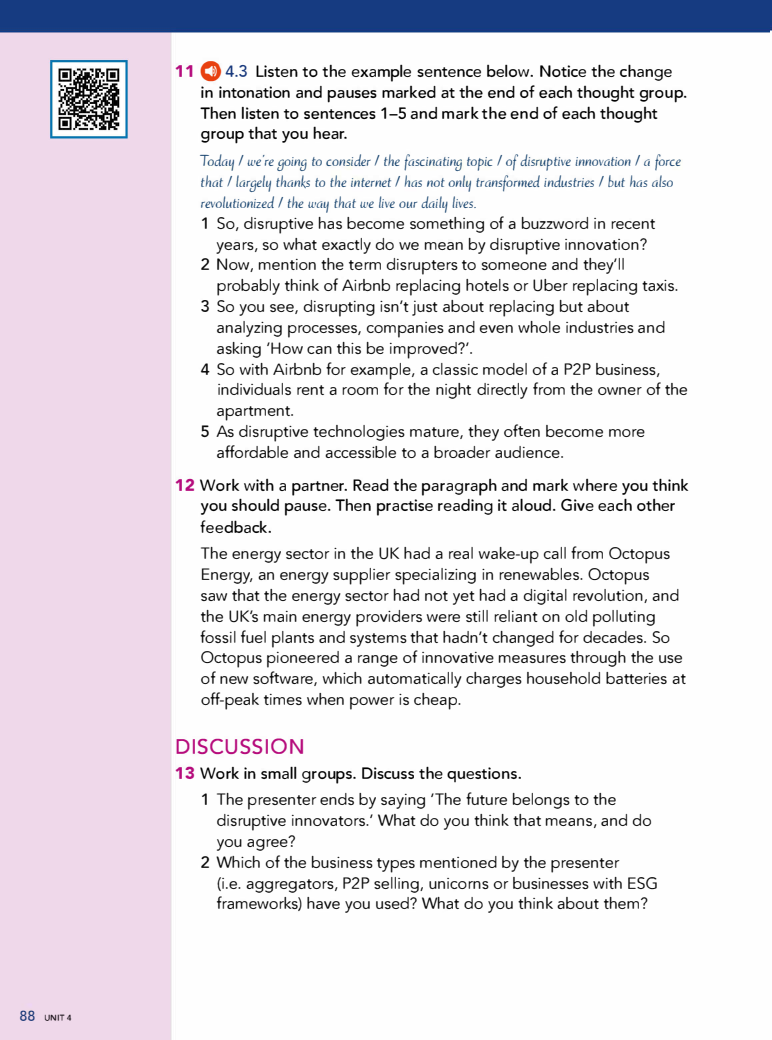 11 4.3 Listen to the example sentence below. Notice the change
in intonation and pauses marked at the end of each thought group.
Then listen to sentences 1–5 and mark the end of each thought
group that you hear.
Today / we're going to consider / the fascinating topic / of disruptive innovation / a force
that / largely thanks to the internet / has not only transformed industries / but has also
revolutionized / the way that we live our daily lives.
1 So, disruptive has become something of a buzzword in recent
years, so what exactly do we mean by disruptive innovation?
2 Now, mention the term disrupters to someone and they'll
probably think of Airbnb replacing hotels or Uber replacing taxis.
3 So you see, disrupting isn't just about replacing but about
analyzing processes, companies and even whole industries and
asking 'How can this be improved?'.
4 So with Airbnb for example, a classic model of a P2P business,
individuals rent a room for the night directly from the owner of the
apartment.
5 As disruptive technologies mature, they often become more
affordable and accessible to a broader audience.
12 Work with a partner. Read the paragraph and mark where you think
you should pause. Then practise reading it aloud. Give each other
feedback.
The energy sector in the UK had a real wake-up call from Octopus
Energy, an energy supplier specializing in renewables. Octopus
saw that the energy sector had not yet had a digital revolution, and
the UK's main energy providers were still reliant on old polluting
fossil fuel plants and systems that hadn't changed for decades. So
Octopus pioneered a range of innovative measures through the use
of new software, which automatically charges household batteries at
off-peak times when power is cheap.
DISCUSSION
13 Work in small groups. Discuss the questions.
1 The presenter ends by saying 'The future belongs to the
disruptive innovators.' What do you think that means, and do
you agree?
2 Which of the business types mentioned by the presenter
(i.e. aggregators, P2P selling, unicorns or businesses with ESG
frameworks) have you used? What do you think about them?
88 UNIT 4